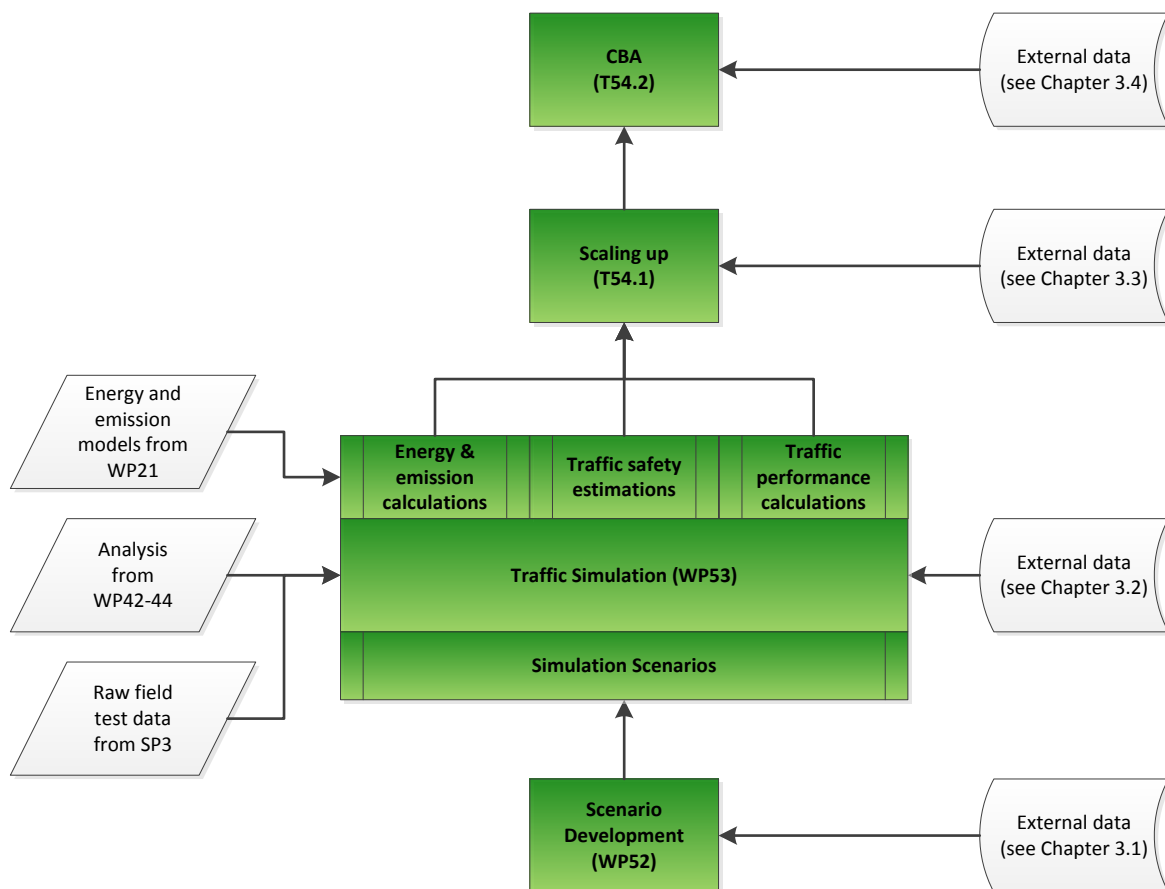 CBA
(T54.2)
External data
(see Chapter 3.4)
Scaling up
(T54.1)
External data
(see Chapter 3.3)
Energy and
emission
models from
WP21
Energy &
emission
calculations
Traffic safety
estimations
Traffic
performance
calculations
Analysis
from
WP42-44
Traffic Simulation (WP53)
External data
(see Chapter 3.2)
Simulation Scenarios
Raw field
test data
from SP3
Scenario
Development
(WP52)
External data
(see Chapter 3.1)